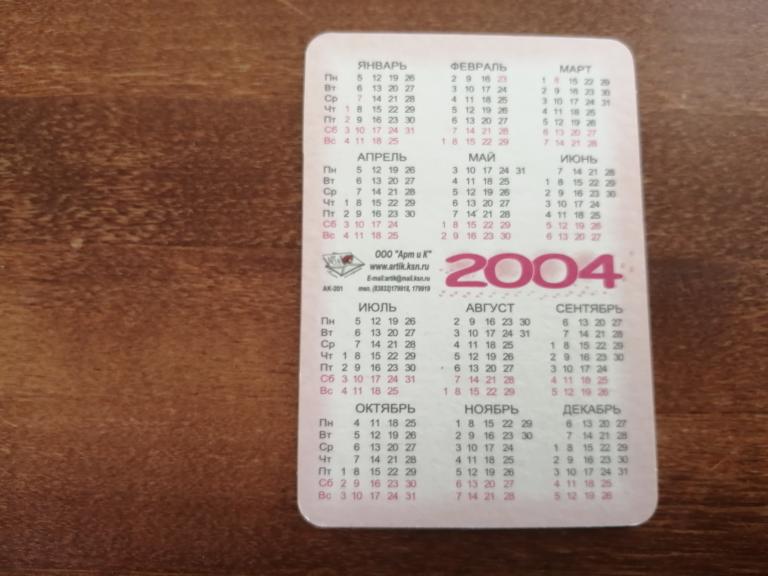 ЯНВАРЬ ФЕВРАЛЬ МАРТ
Пн 5 12 19 26 2 9 16 23 1 8 15 22 29
Вт 6 13 20 27 3 10 17 24 2 9 16 23 30
Ср 7 14 21 28 4 11 18 25 3 10 17 24 31
Чт 1 8 15 22 29 5 12 19 26 4 11 18 25
Пт 2 9 16 23 30 6 13 20 27 5 12 19 26
Сб 3 10 17 24 31 7 14 21 28 6 13 20 27
Вс 4 11 18 25 1 8 15 22 29 7 14 21 28
АПРЕЛЬ МАЙ ИЮНЬ
Пн 5 12 19 26 3 10 17 24 31 7 14 21 28
Вт 6 13 20 27 4 11 18 25 1 8 15 22 29
Ср 7 14 21 28 5 12 19 26 2 9 16 23 30
Чт 1 8 15 22 29 6 13 20 27 3 10 17 24
Пт 2 9 16 23 30 7 14 21 28 4 11 18 25
Сб 3 10 17 24 1 8 15 22 29 5 12 19 26
Вс 4 11 18 25 2 9 16 23 30 6 13 20 27
ООО "Арт и К"
www.artik.ksn.ru
E-mail:artik@mail.ksn.ru
АК-201 тел. (83832)179918, 179919
2004
ИЮЛЬ АВГУСТ СЕНТЯБРЬ
Пн 5 12 19 26 2 9 16 23 30 6 13 20 27
Вт 6 13 20 27 3 10 17 24 31 7 14 21 28
Ср 7 14 21 28 4 11 18 25 1 8 15 22 29
Чт 1 8 15 22 29 5 12 19 26 2 9 16 23 30
Пт 2 9 16 23 30 6 13 20 27 3 10 17 24
Сб 3 10 17 24 31 7 14 21 28 4 11 18 25
Вс 4 11 18 25 1 8 15 22 29 5 12 19 26
ОКТЯБРЬ НОЯБРЬ ДЕКАБРЬ
Пн 4 11 18 25 1 8 15 22 29 6 13 20 27
Вт 5 12 19 26 2 9 16 23 30 7 14 21 28
Ср 6 13 20 27 3 10 17 24 1 8 15 22 29
Чт 7 14 21 28 4 11 18 25 2 9 16 23 30
Пт 1 8 15 22 29 5 12 19 26 3 10 17 24 31
Сб 2 9 16 23 30 6 13 20 27 4 11 18 25
Вс 3 10 17 24 31 7 14 21 28 5 12 19 26